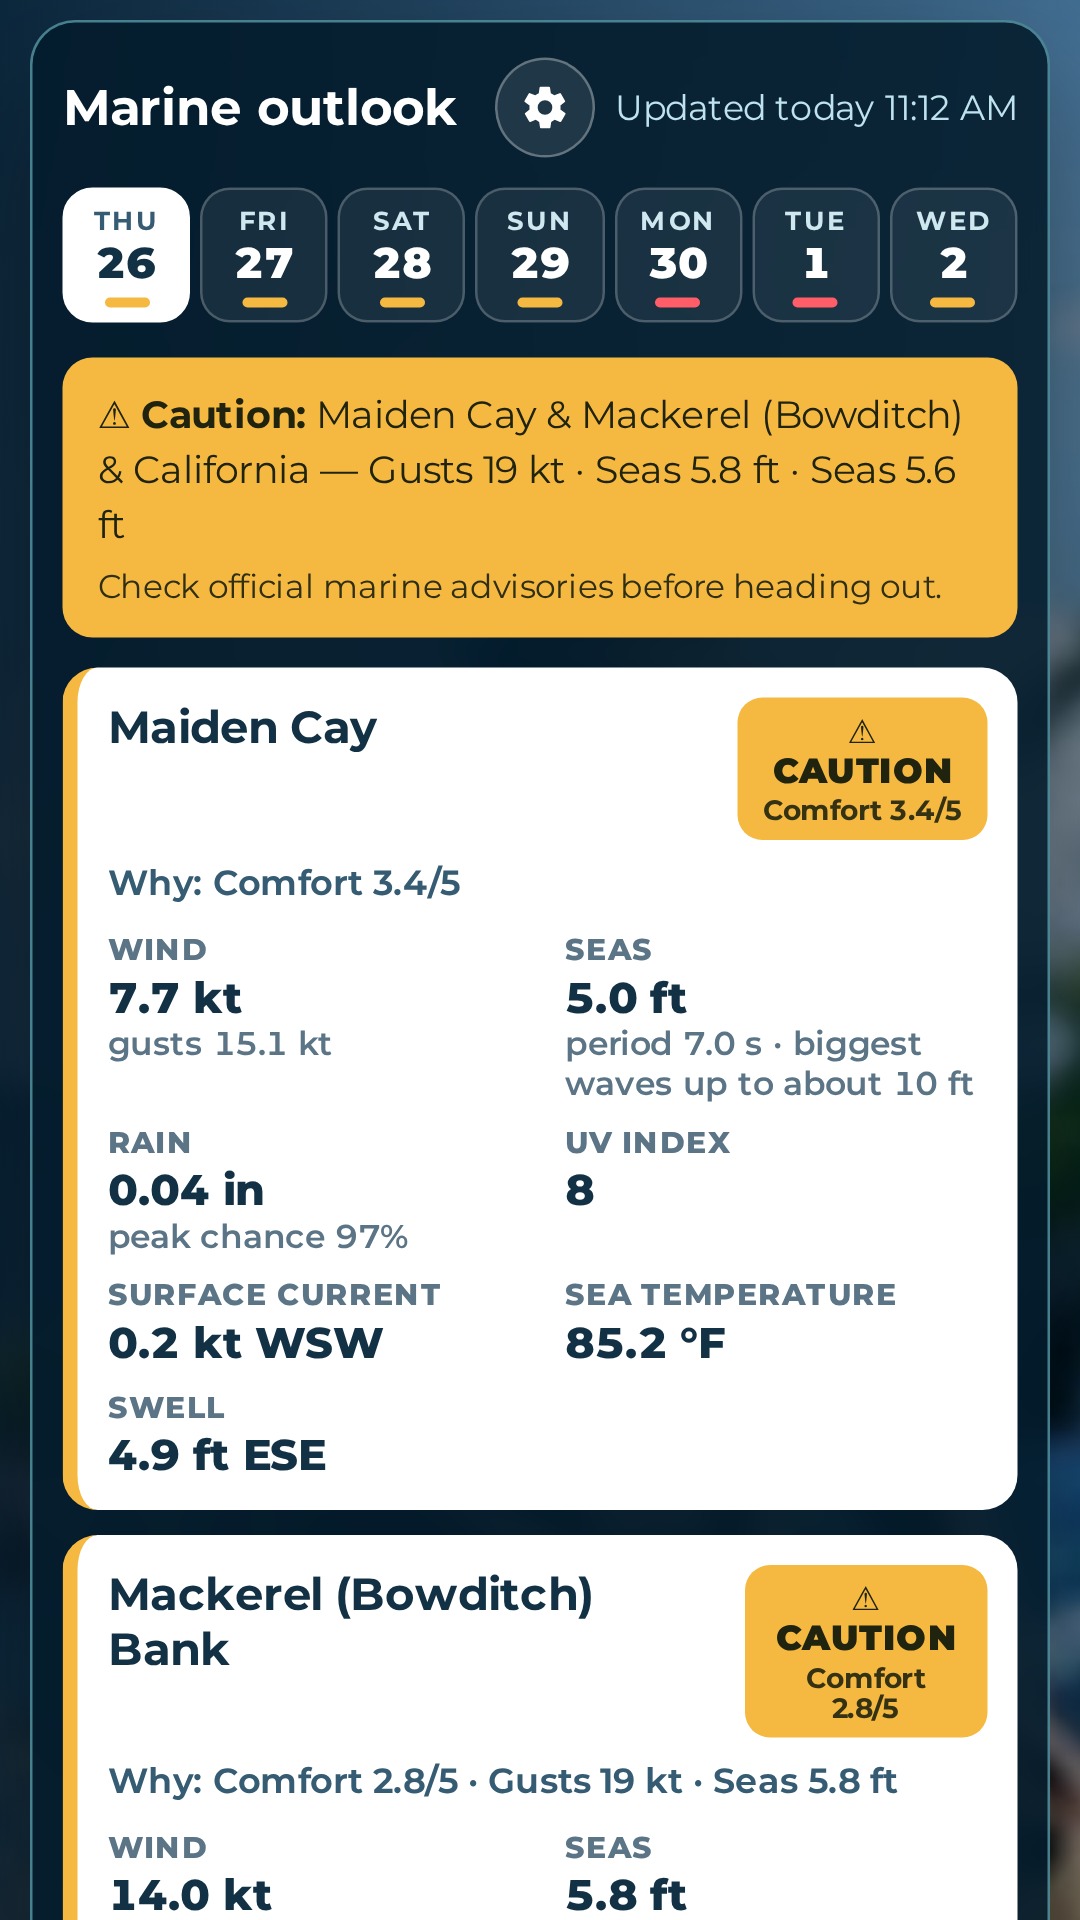 Marine outlook
Updated today 11:12 AM
THU
26
FRI
27
SAT
28
SUN
29
MON
30
TUE
1
WED
2
⚠ Caution: Maiden Cay & Mackerel (Bowditch)
& California — Gusts 19 kt · Seas 5.8 ft · Seas 5.6
ft
Check official marine advisories before heading out.
Maiden Cay
⚠
CAUTION
Comfort 3.4/5
Why: Comfort 3.4/5
WIND
7.7 kt
gusts 15.1 kt
SEAS
5.0 ft
period 7.0 s · biggest
waves up to about 10 ft
RAIN
0.04 in
peak chance 97%
UV INDEX
8
SURFACE CURRENT
0.2 kt WSW
SEA TEMPERATURE
85.2 °F
SWELL
4.9 ft ESE
Mackerel (Bowditch)
Bank
⚠
CAUTION
Comfort
2.8/5
Why: Comfort 2.8/5 · Gusts 19 kt · Seas 5.8 ft
WIND
14.0 kt
SEAS
5.8 ft